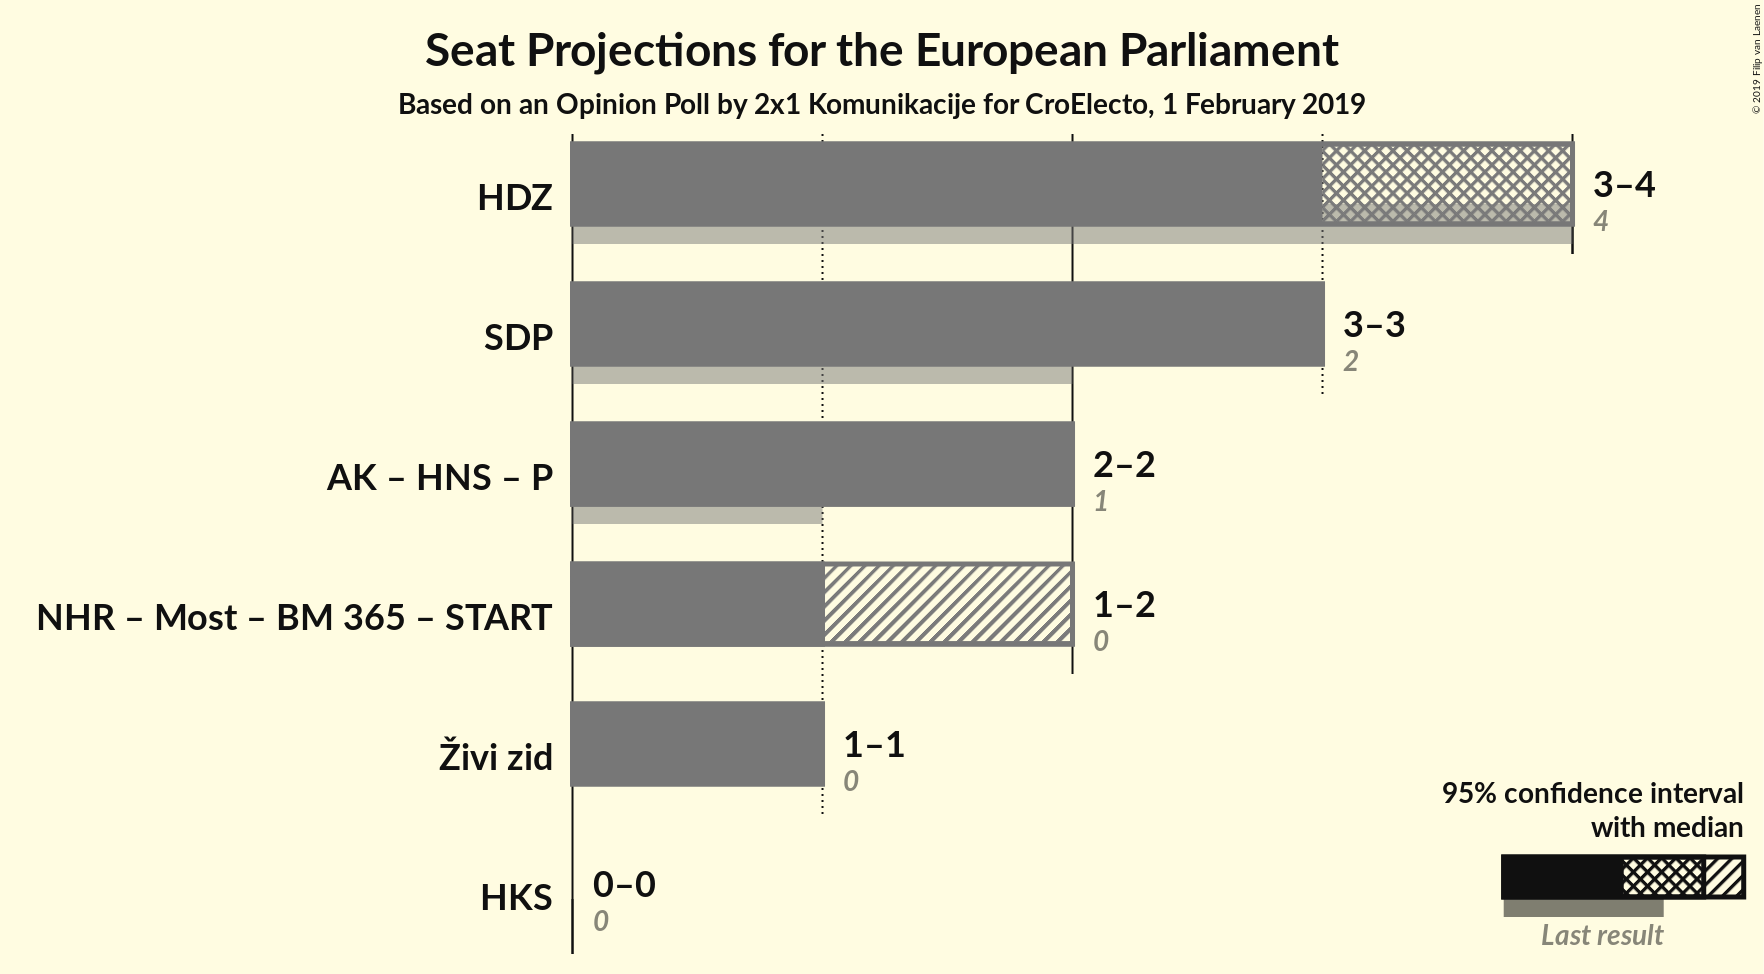 Seat Projections for the European Parliament
Based on an Opinion Poll by 2x1 Komunikacije for CroElecto, 1 February 2019
© 2019 Filip van Laenen
HDZ
3–4
4
SDP
3–3
2
AK – HNS – P
2–2
1
NHR – Most – BM 365 – START
1–2
0
Živi zid
1–1
0
HKS
0–0
0
95% confidence interval
with median
Last result